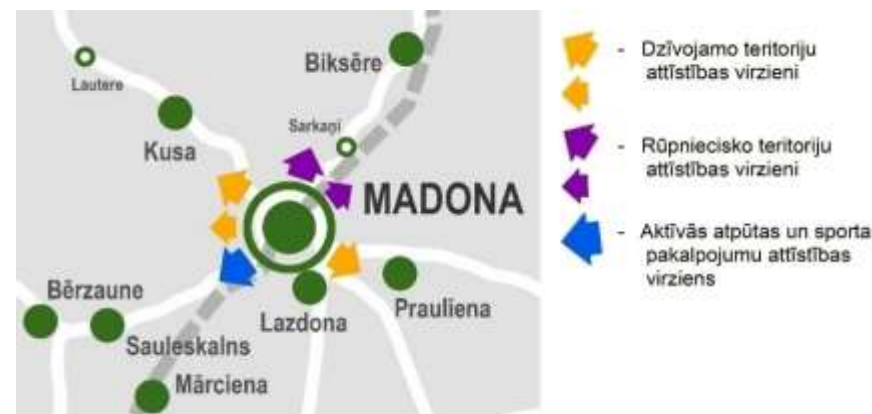 Biksēre
Lautere
Kusa
Sarkaņi
MADONA
Bērzaune
Lazdona
Prauliena
Sauleskalns
Mārciena
- Dzīvojamo teritoriju
attīstības virzieni
- Rūpniecisko teritoriju
attīstības virzieni
- Aktīvās atpūtas un sporta
pakalpojumu attīstības
virziens